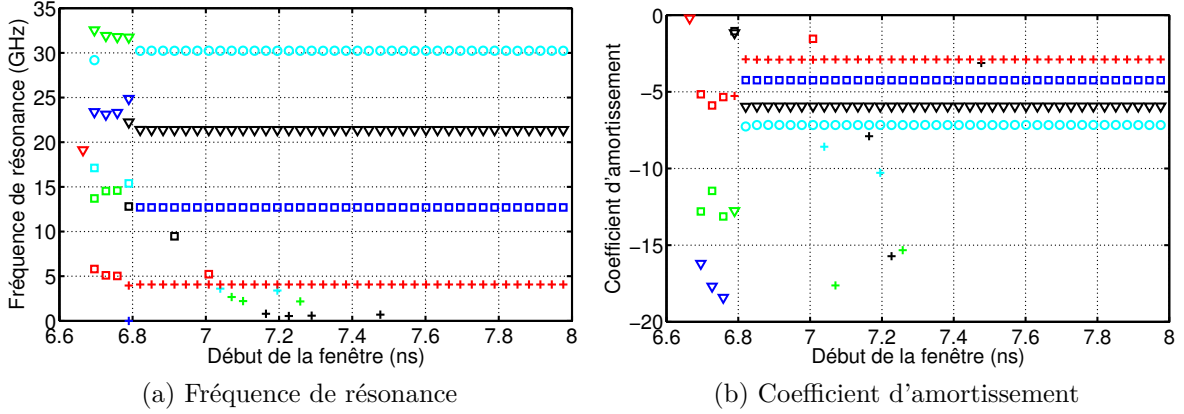 Fréquence de résonance (GHz)
35
30
25
20
15
10
5
0
6.6 6.8 7 7.2 7.4 7.6 7.8 8
Début de la fenêtre (ns)
(a) Fréquence de résonance
Coefficient d'amortissement
0
−5
−10
−15
−20
6.6 6.8 7 7.2 7.4 7.6 7.8 8
Début de la fenêtre (ns)
(b) Coefficient d'amortissement